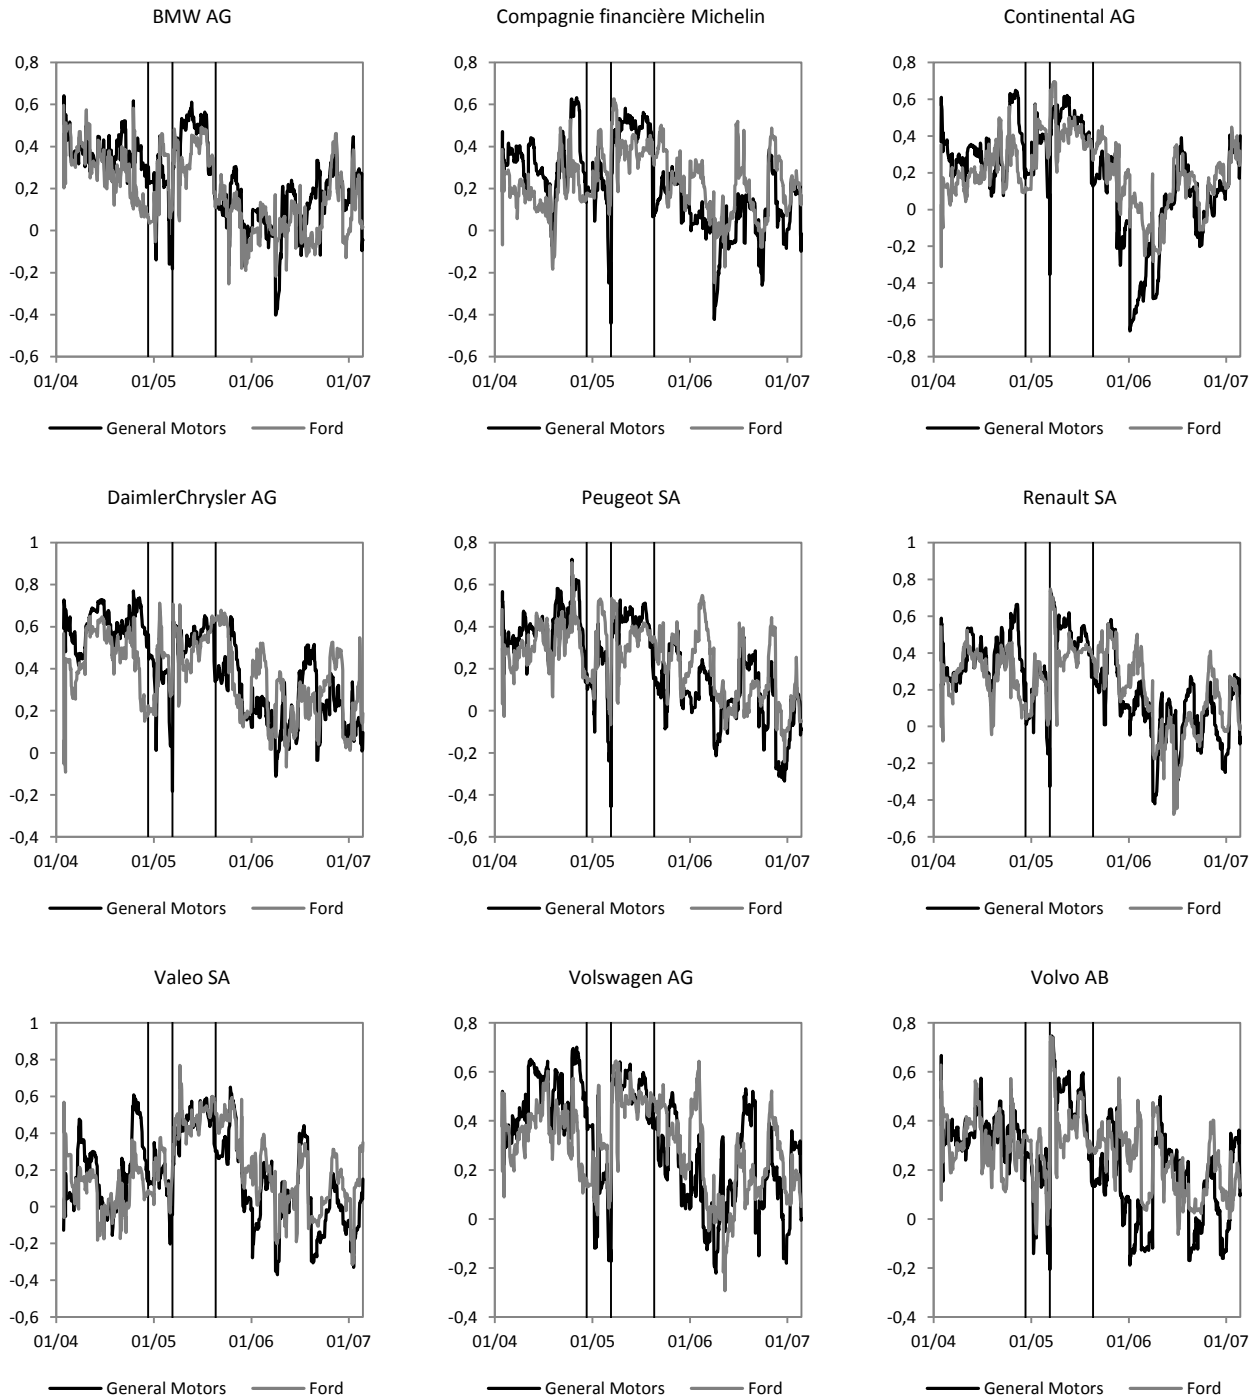 BMW AG
0,8
0,6
0,4
0,2
0
-0,2
-0,4
-0,6
01/04 01/05 01/06 01/07
General Motors Ford
Compagnie financière Michelin
0,8
0,6
0,4
0,2
0
-0,2
-0,4
-0,6
01/04 01/05 01/06 01/07
General Motors Ford
Continental AG
0,8
0,6
0,4
0,2
0
-0,2
-0,4
-0,6
-0,8
01/04 01/05 01/06 01/07
General Motors Ford
DaimlerChrysler AG
1
0,8
0,6
0,4
0,2
0
-0,2
-0,4
01/04 01/05 01/06 01/07
General Motors Ford
Peugeot SA
0,8
0,6
0,4
0,2
0
-0,2
-0,4
-0,6
01/04 01/05 01/06 01/07
General Motors Ford
Renault SA
1
0,8
0,6
0,4
0,2
0
-0,2
-0,4
-0,6
01/04 01/05 01/06 01/07
General Motors Ford
Valeo SA
1
0,8
0,6
0,4
0,2
0
-0,2
-0,4
-0,6
01/04 01/05 01/06 01/07
General Motors Ford
Volswagen AG
0,8
0,6
0,4
0,2
0
-0,2
-0,4
01/04 01/05 01/06 01/07
General Motors Ford
Volvo AB
0,8
0,6
0,4
0,2
0
-0,2
-0,4
01/04 01/05 01/06 01/07
General Motors Ford